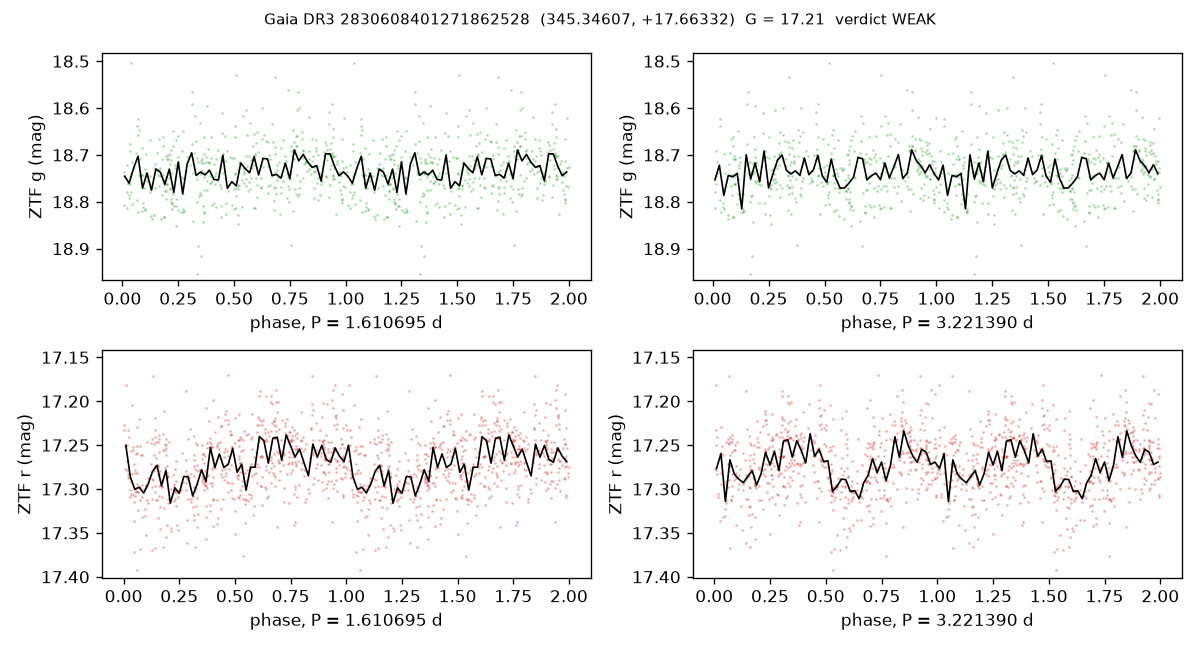 Gaia DR3 2830608401271862528 (345.34607, +17.66332) G = 17.21 verdict WEAK
ZTF g (mag)
18.5
18.6
18.7
18.8
18.9
0.00 0.25 0.50 0.75 1.00 1.25 1.50 1.75 2.00
phase, P = 1.610695 d
ZTF g (mag)
18.5
18.6
18.7
18.8
18.9
0.00 0.25 0.50 0.75 1.00 1.25 1.50 1.75 2.00
phase, P = 3.221390 d
ZTF r (mag)
17.15
17.20
17.25
17.30
17.35
17.40
0.00 0.25 0.50 0.75 1.00 1.25 1.50 1.75 2.00
phase, P = 1.610695 d
ZTF r (mag)
17.15
17.20
17.25
17.30
17.35
17.40
0.00 0.25 0.50 0.75 1.00 1.25 1.50 1.75 2.00
phase, P = 3.221390 d